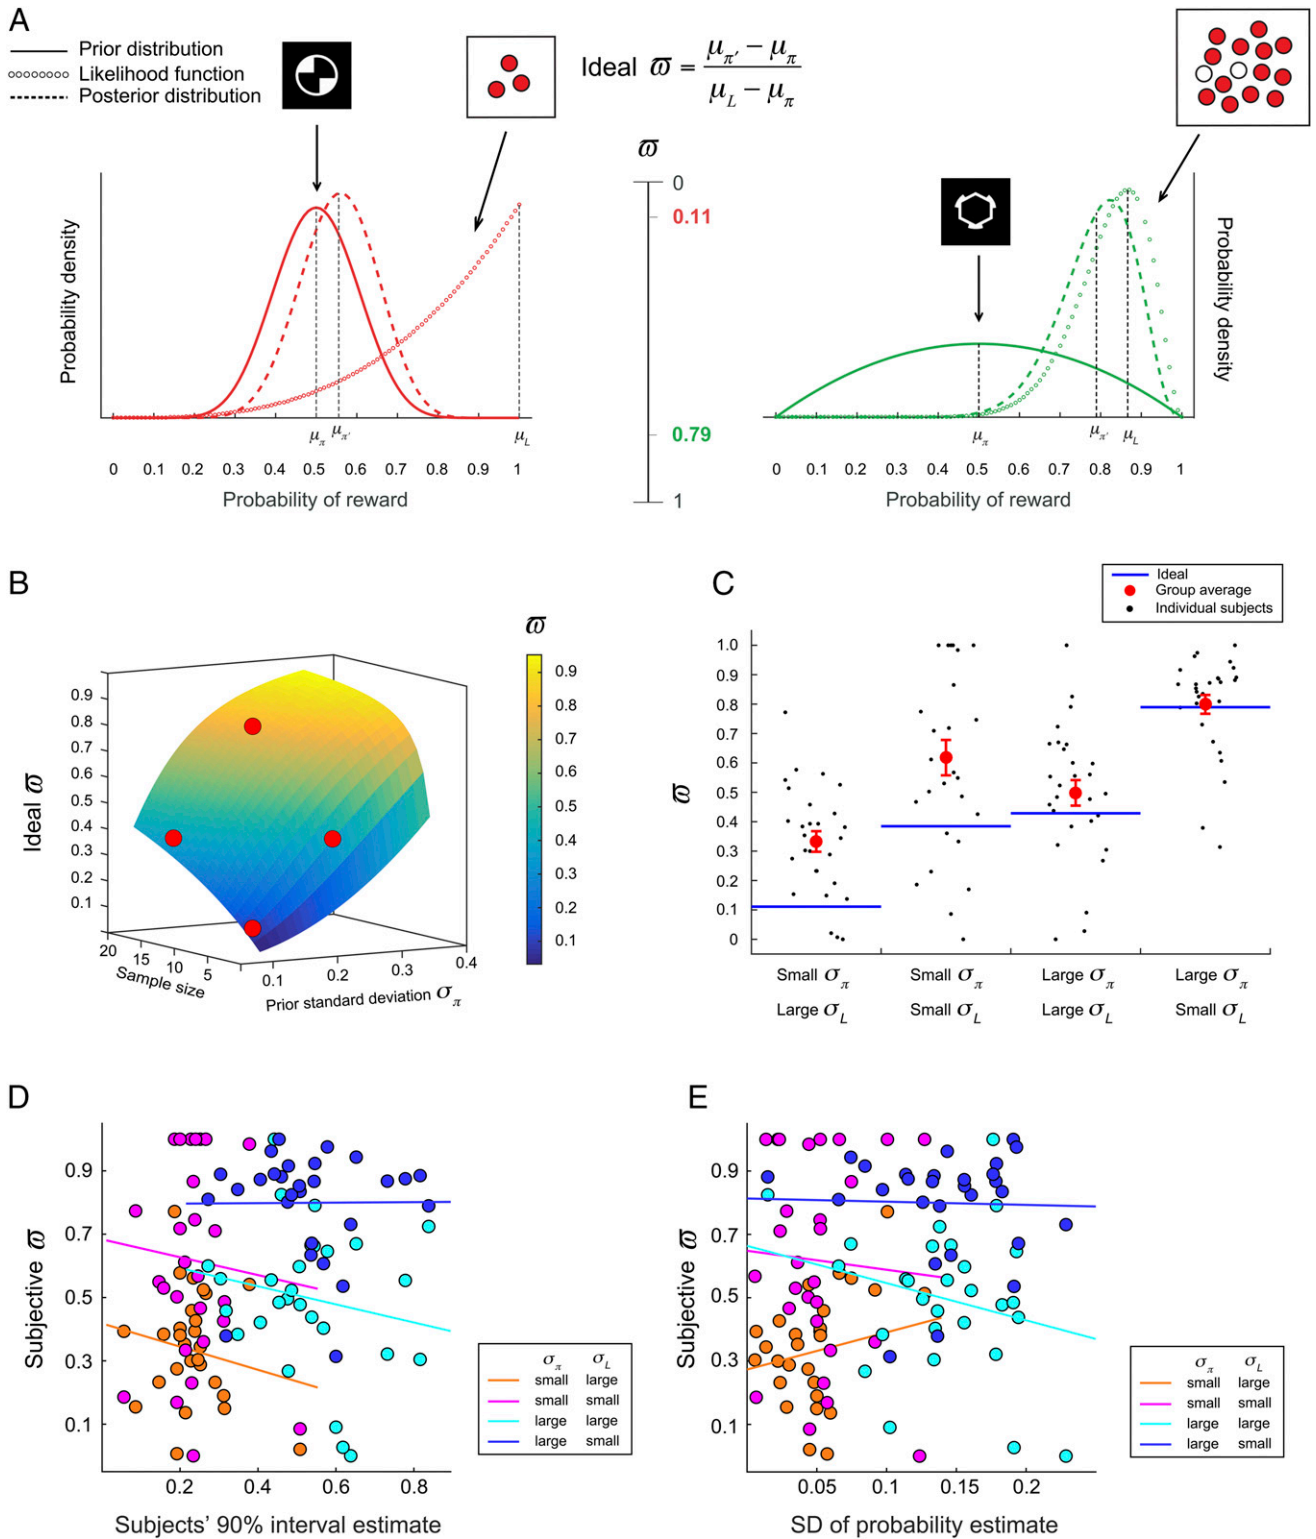 A
Prior distribution
Likelihood function
Posterior distribution
Ideal ϖ = (μπ′ − μπ) / (μL − μπ)
ϖ
0
0.11
0.79
1
Probability density
μπ μπ′ μL
0 0.1 0.2 0.3 0.4 0.5 0.6 0.7 0.8 0.9 1
Probability of reward
Probability density
μπ μπ′ μL
0 0.1 0.2 0.3 0.4 0.5 0.6 0.7 0.8 0.9 1
Probability of reward
B
ϖ
Ideal ϖ
0.9
0.8
0.7
0.6
0.5
0.4
0.3
0.2
0.1
20 15 10 5
Sample size
0.1 0.2 0.3 0.4
Prior standard deviation σπ
0.9
0.8
0.7
0.6
0.5
0.4
0.3
0.2
0.1
C
Ideal
Group average
Individual subjects
ϖ
1.0
0.9
0.8
0.7
0.6
0.5
0.4
0.3
0.2
0.1
0
Small σπ Small σπ Large σπ Large σπ
Large σL Small σL Large σL Small σL
D
Subjective ϖ
0.9
0.7
0.5
0.3
0.1
0.2 0.4 0.6 0.8
Subjects' 90% interval estimate
σπ σL
small large
small small
large large
large small
E
Subjective ϖ
0.9
0.7
0.5
0.3
0.1
0.05 0.1 0.15 0.2
SD of probability estimate
σπ σL
small large
small small
large large
large small